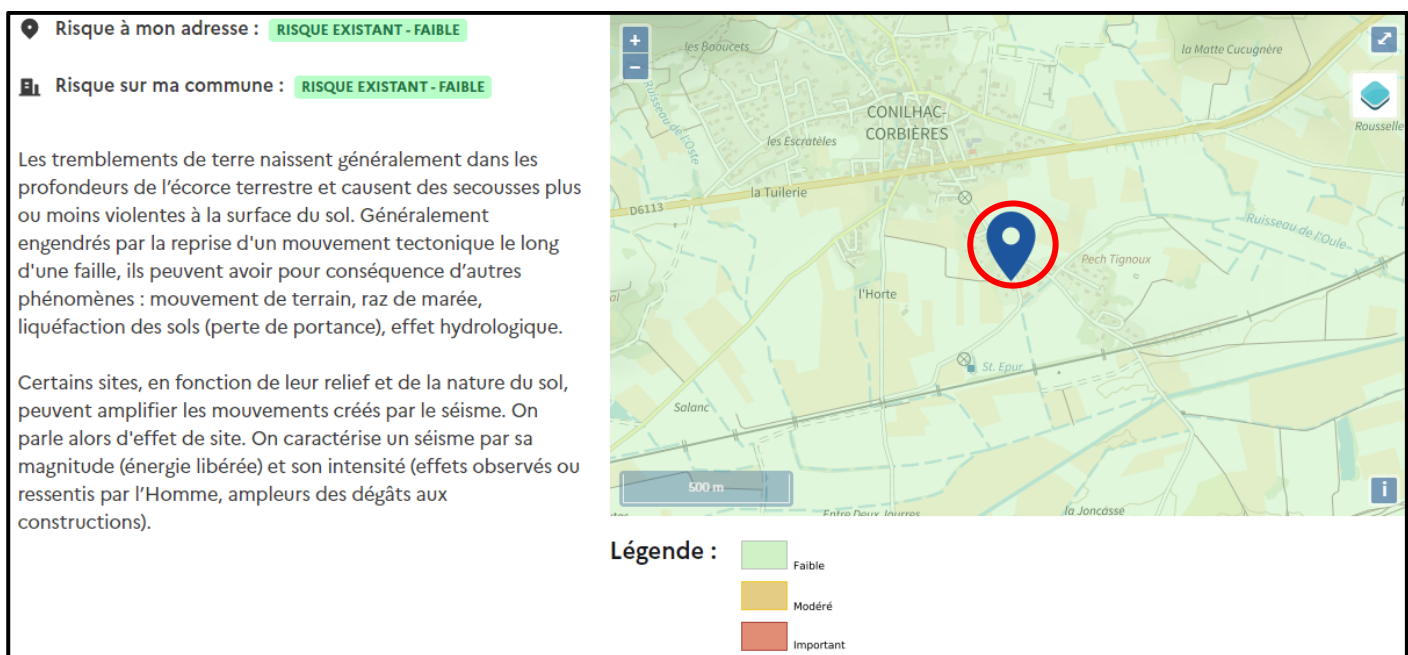 Risque à mon adresse : RISQUE EXISTANT - FAIBLE
Risque sur ma commune : RISQUE EXISTANT - FAIBLE
Les tremblements de terre naissent généralement dans les
profondeurs de l'écorce terrestre et causent des secousses plus
ou moins violentes à la surface du sol. Généralement
engendrés par la reprise d'un mouvement tectonique le long
d'une faille, ils peuvent avoir pour conséquence d'autres
phénomènes : mouvement de terrain, raz de marée,
liquéfaction des sols (perte de portance), effet hydrologique.
Certains sites, en fonction de leur relief et de la nature du sol,
peuvent amplifier les mouvements créés par le séisme. On
parle alors d'effet de site. On caractérise un séisme par sa
magnitude (énergie libérée) et son intensité (effets observés ou
ressentis par l'Homme, ampleurs des dégâts aux
constructions).
+
−
les Baoucets
la Matte Cucugnère
Ruisseau de l'Oste
CONILHAC-
CORBIÈRES
les Escratèles
Rousselle
la Tuilerie
D6113
Ruisseau de l'Oule
Pech Tignoux
l'Horte
St. Epur.
Salanc
500 m
Entre Deux Jourres
la Joncasse
i
Légende :
Faible
Modéré
Important